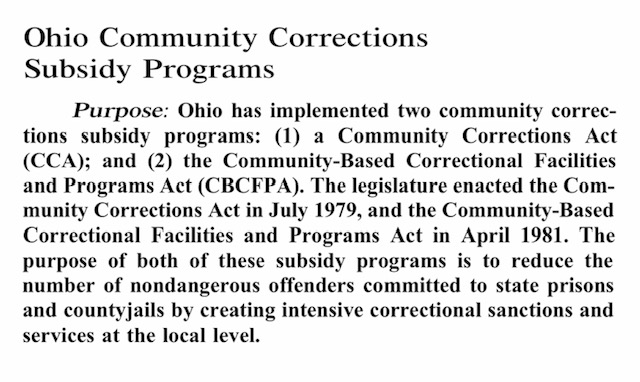 Ohio Community Corrections
Subsidy Programs
Purpose: Ohio has implemented two community correc-
tions subsidy programs: (1) a Community Corrections Act
(CCA); and (2) the Community-Based Correctional Facilities
and Programs Act (CBCFPA). The legislature enacted the Com-
munity Corrections Act in July 1979, and the Community-Based
Correctional Facilities and Programs Act in April 1981. The
purpose of both of these subsidy programs is to reduce the
number of nondangerous offenders committed to state prisons
and countyjails by creating intensive correctional sanctions and
services at the local level.